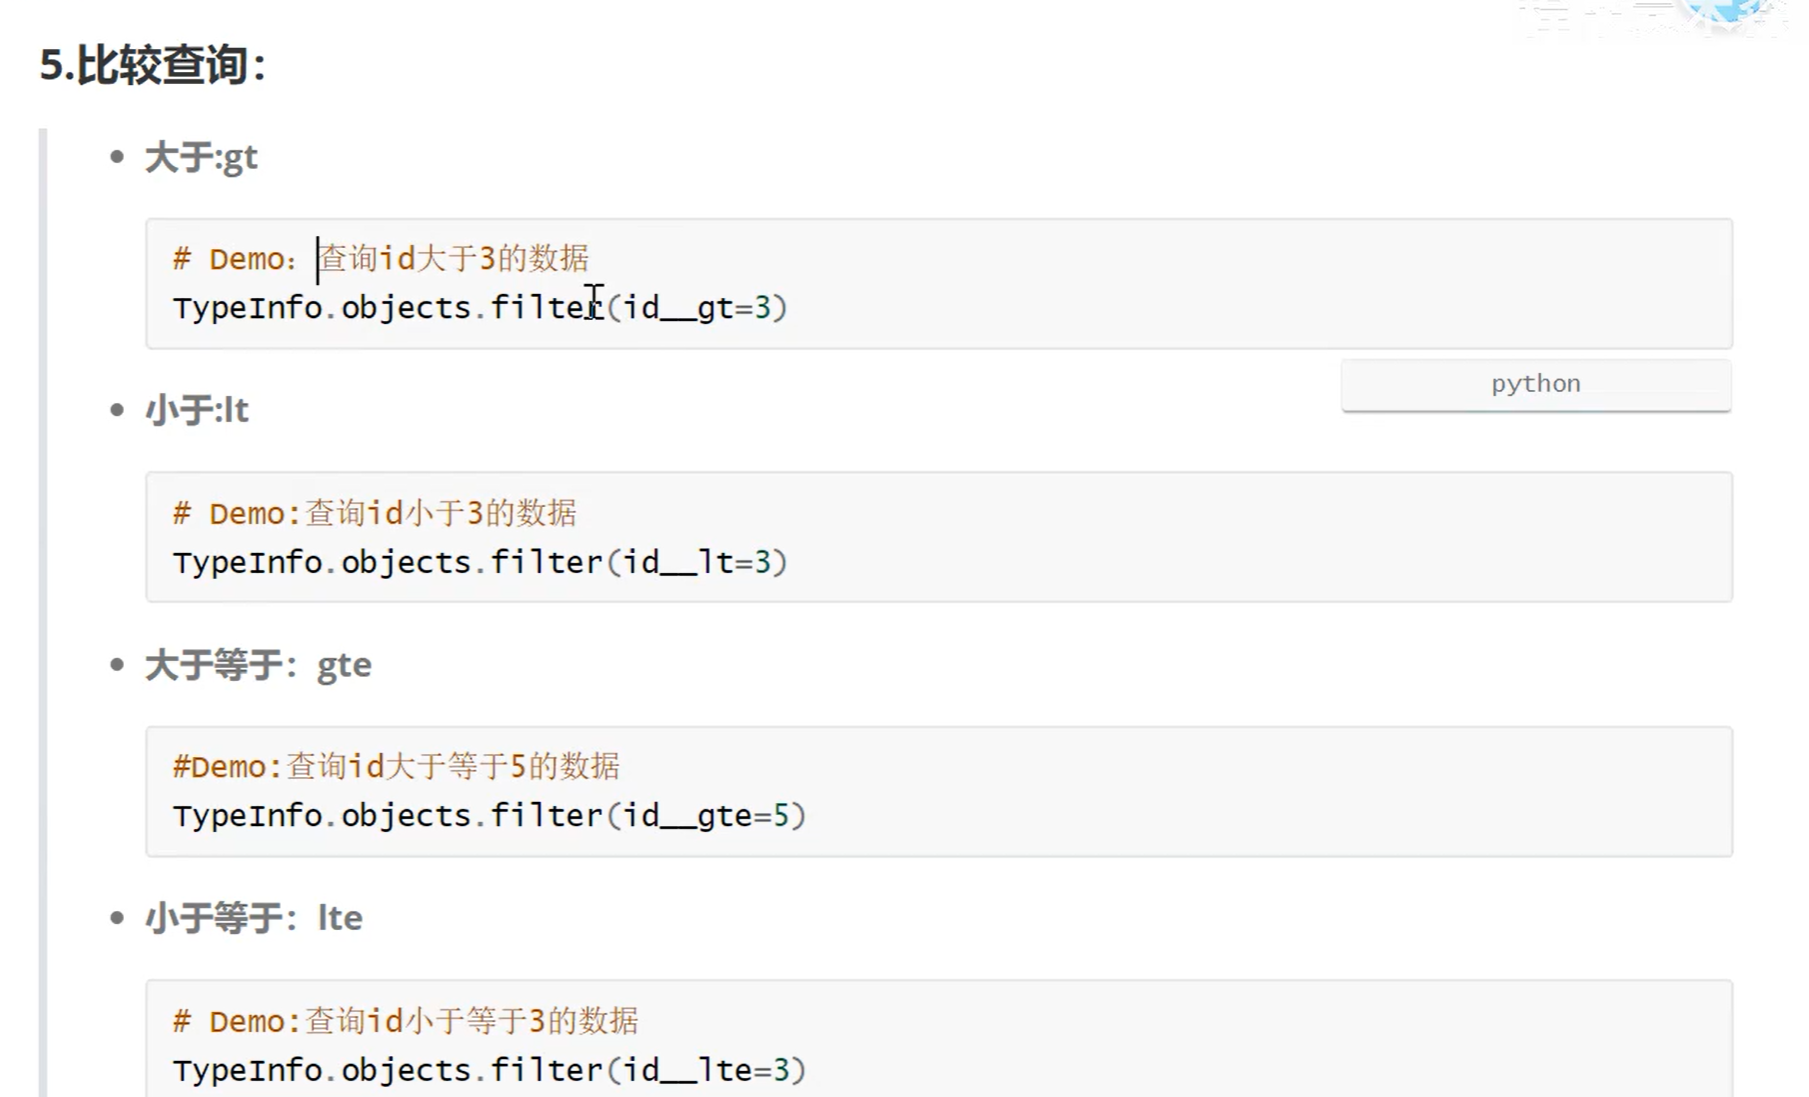 5.比较查询：
大于:gt
# Demo：查询id大于3的数据
TypeInfo.objects.filter(id__gt=3)
python
小于:lt
# Demo:查询id小于3的数据
TypeInfo.objects.filter(id__lt=3)
大于等于：gte
#Demo:查询id大于等于5的数据
TypeInfo.objects.filter(id__gte=5)
小于等于：lte
# Demo:查询id小于等于3的数据
TypeInfo.objects.filter(id__lte=3)